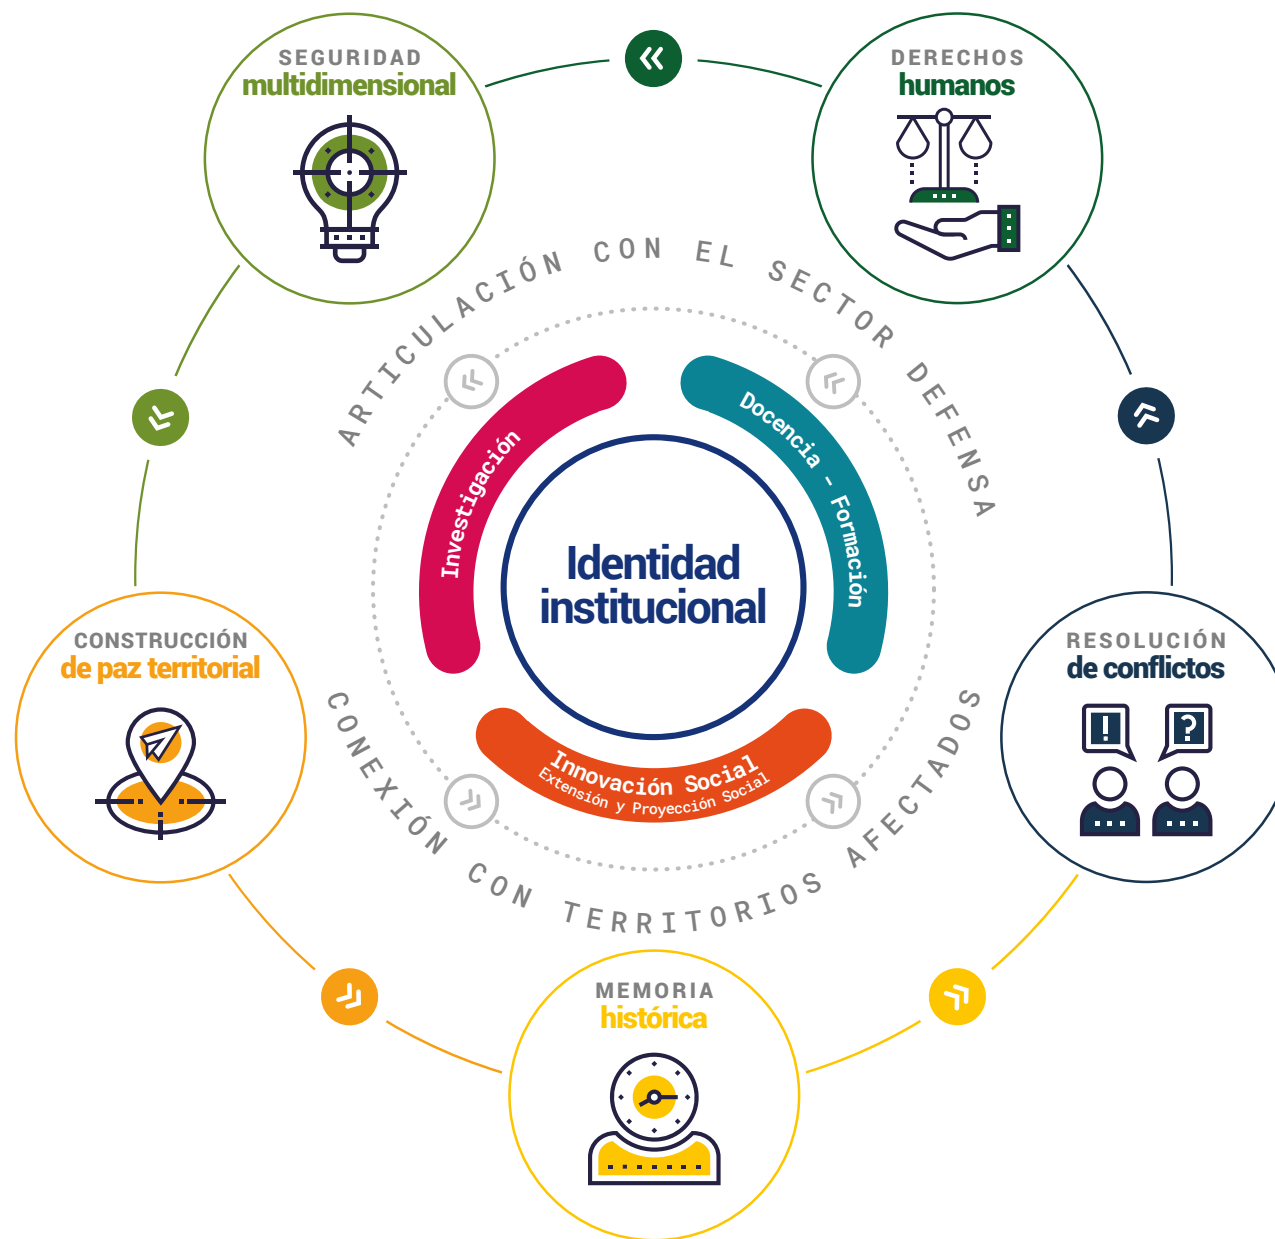 SEGURIDAD
multidimensional
DERECHOS
humanos
ARTICULACIÓN CON EL SECTOR DEFENSA
Investigación
Docencia - Formación
Identidad
institucional
CONSTRUCCIÓN
de paz territorial
RESOLUCIÓN
de conflictos
!
?
Innovación Social
Extensión y Proyección Social
CONEXIÓN CON TERRITORIOS AFECTADOS
MEMORIA
histórica